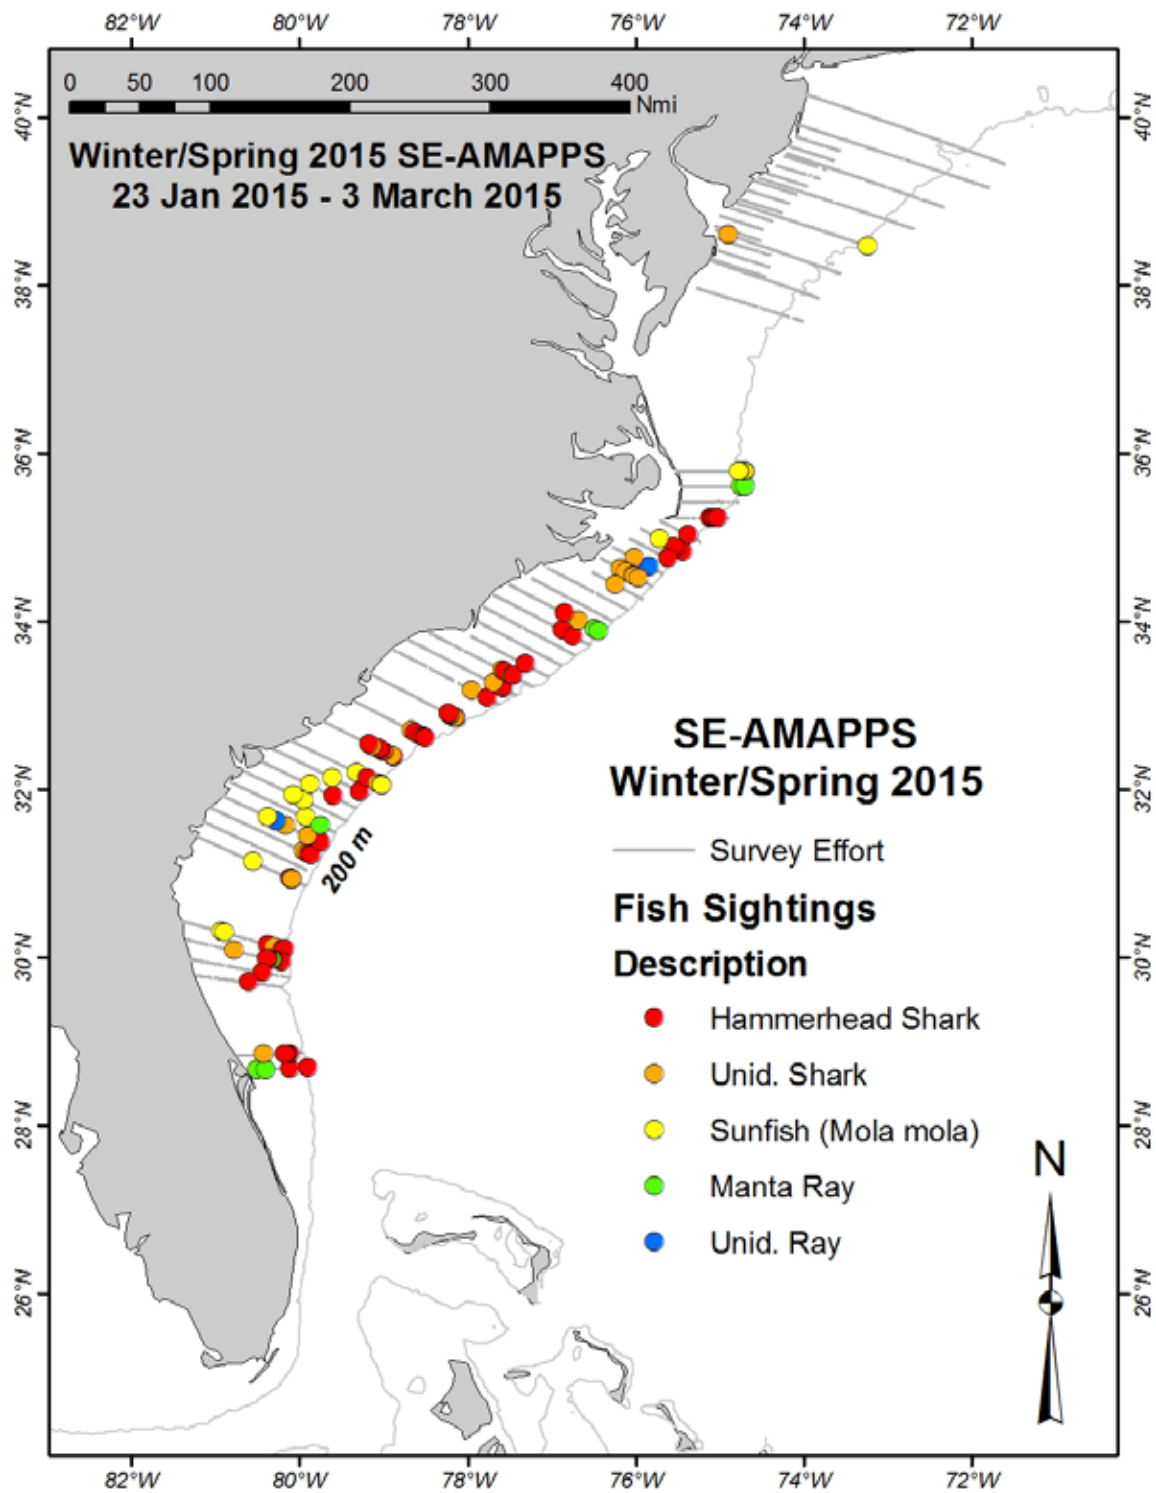 82°W 80°W 78°W 76°W 74°W 72°W
0 50 100 200 300 400
Nmi
Winter/Spring 2015 SE-AMAPPS
23 Jan 2015 - 3 March 2015
40°N 40°N
38°N 38°N
36°N 36°N
34°N 34°N
SE-AMAPPS
Winter/Spring 2015
32°N 32°N
200 m
Survey Effort
Fish Sightings
30°N 30°N
Description
Hammerhead Shark
Unid. Shark
28°N 28°N
Sunfish (Mola mola)
N
Manta Ray
Unid. Ray
26°N 26°N
82°W 80°W 78°W 76°W 74°W 72°W